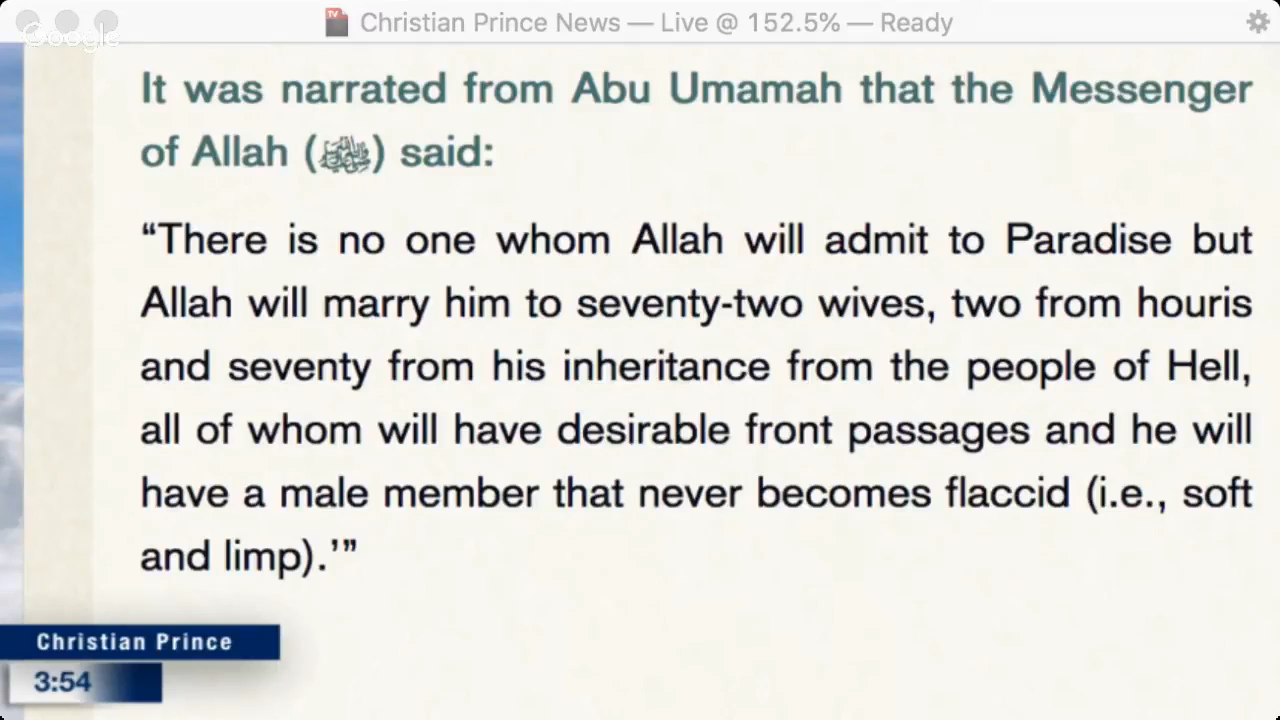 Christian Prince News — Live @ 152.5% — Ready
Google
It was narrated from Abu Umamah that the Messenger
of Allah (ﷺ) said:
“There is no one whom Allah will admit to Paradise but
Allah will marry him to seventy-two wives, two from houris
and seventy from his inheritance from the people of Hell,
all of whom will have desirable front passages and he will
have a male member that never becomes flaccid (i.e., soft
and limp).’”
Christian Prince
3:54